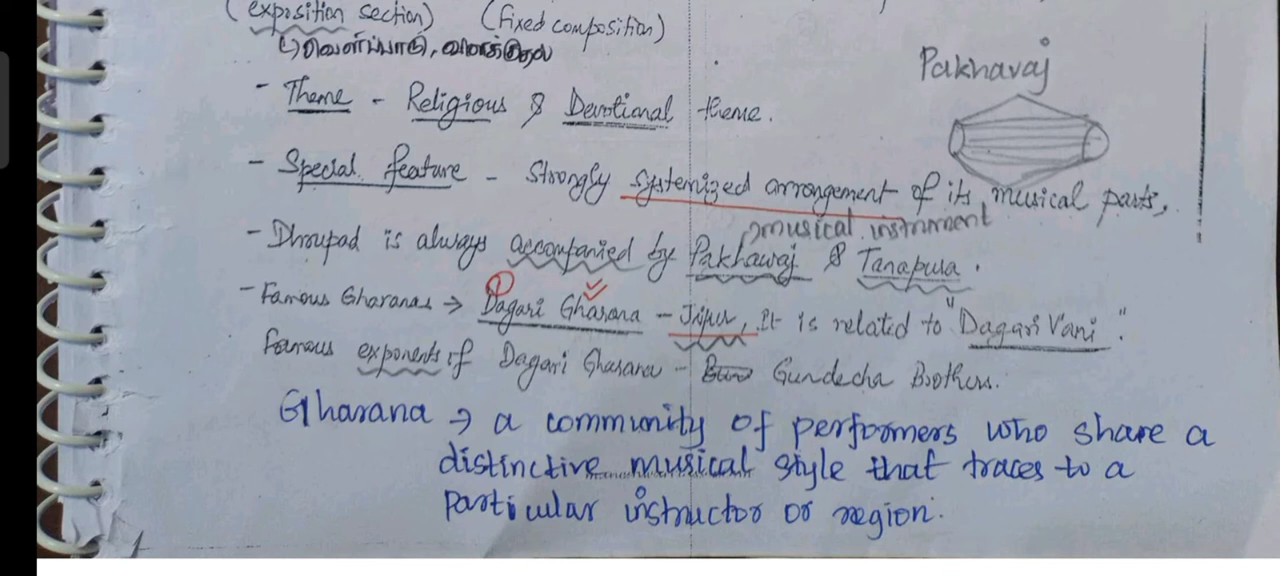 (exposition section) (fixed composition)
Pakhavaj
- Theme - Religious & Devotional theme.
- Special feature - Strongly systemized arrangement of its musical parts,
musical instrument
- Dhrupad is always accompanied by Pakhawaj & Tanapura.
- Famous Gharanas → ① Dagari Gharana - Jaipur, It is related to "Dagari Vani".
Famous exponents of Dagari Gharana - Gundecha Brothers.
Gharana → a community of performers who share a
distinctive musical style that traces to a
particular instructor or region.